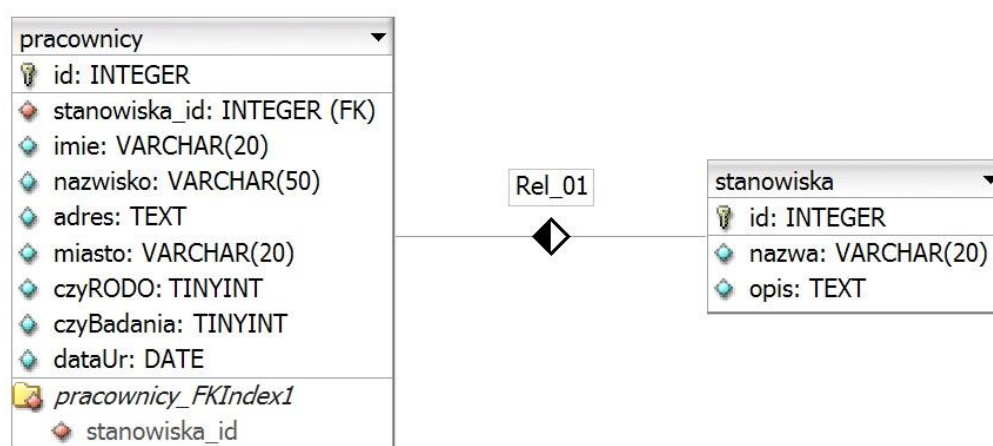 pracownicy
id: INTEGER
stanowiska_id: INTEGER (FK)
imie: VARCHAR(20)
nazwisko: VARCHAR(50)
adres: TEXT
miasto: VARCHAR(20)
czyRODO: TINYINT
czyBadania: TINYINT
dataUr: DATE
pracownicy_FKIndex1
stanowiska_id
Rel_01
stanowiska
id: INTEGER
nazwa: VARCHAR(20)
opis: TEXT